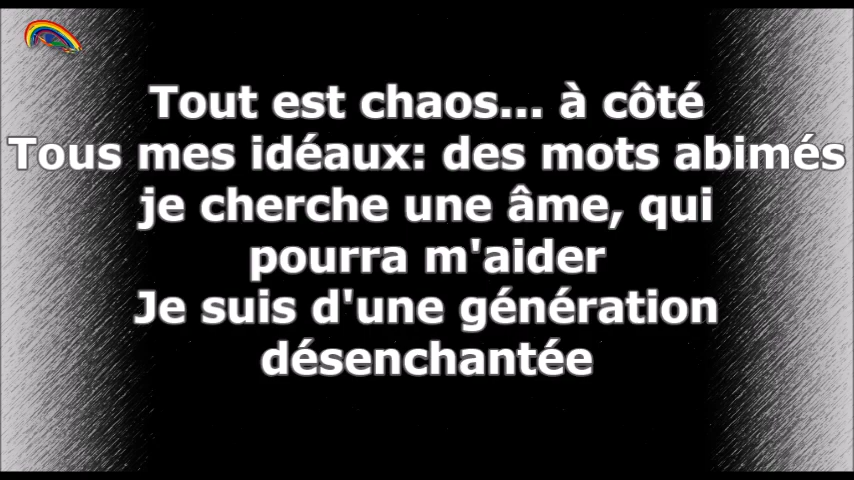 Tout est chaos... à côté
Tous mes idéaux: des mots abimés
je cherche une âme, qui
pourra m'aider
Je suis d'une génération
désenchantée